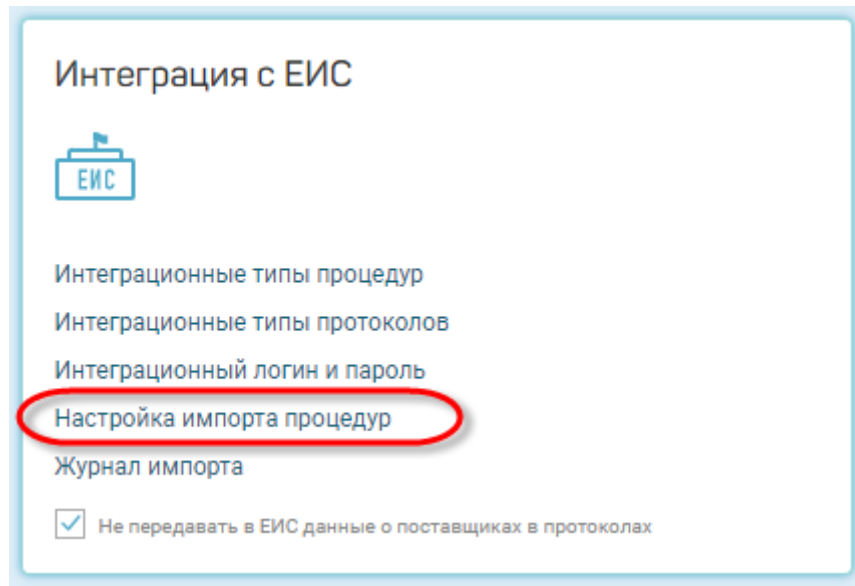 Интеграция с ЕИС
ЕИС
Интеграционные типы процедур
Интеграционные типы протоколов
Интеграционный логин и пароль
Настройка импорта процедур
Журнал импорта
Не передавать в ЕИС данные о поставщиках в протоколах